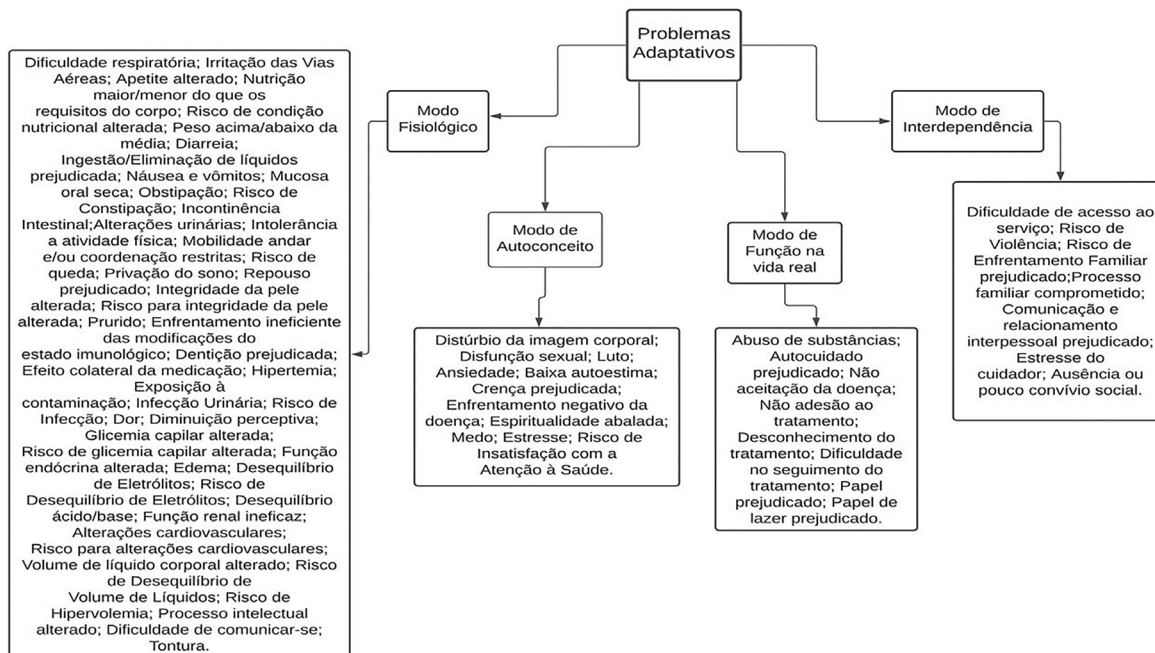 Problemas
Adaptativos
Modo
Fisiológico
Modo de
Interdependência
Modo de
Autoconceito
Modo de
Função na
vida real
Dificuldade respiratória; Irritação das Vias
Aéreas; Apetite alterado; Nutrição
maior/menor do que os
requisitos do corpo; Risco de condição
nutricional alterada; Peso acima/abaixo da
média; Diarreia;
Ingestão/Eliminação de líquidos
prejudicada; Náusea e vômitos; Mucosa
oral seca; Obstipação; Risco de
Constipação; Incontinência
Intestinal;Alterações urinárias; Intolerância
a atividade física; Mobilidade andar
e/ou coordenação restritas; Risco de
queda; Privação do sono; Repouso
prejudicado; Integridade da pele
alterada; Risco para integridade da pele
alterada; Prurido; Enfrentamento ineficiente
das modificações do
estado imunológico; Dentição prejudicada;
Efeito colateral da medicação; Hipertemia;
Exposição à
contaminação; Infecção Urinária; Risco de
Infecção; Dor; Diminuição perceptiva;
Glicemia capilar alterada;
Risco de glicemia capilar alterada; Função
endócrina alterada; Edema; Desequilíbrio
de Eletrólitos; Risco de
Desequilíbrio de Eletrólitos; Desequilíbrio
ácido/base; Função renal ineficaz;
Alterações cardiovasculares;
Risco para alterações cardiovasculares;
Volume de líquido corporal alterado; Risco
de Desequilíbrio de
Volume de Líquidos; Risco de
Hipervolemia; Processo intelectual
alterado; Dificuldade de comunicar-se;
Tontura.
Distúrbio da imagem corporal;
Disfunção sexual; Luto;
Ansiedade; Baixa autoestima;
Crença prejudicada;
Enfrentamento negativo da
doença; Espiritualidade abalada;
Medo; Estresse; Risco de
Insatisfação com a
Atenção à Saúde.
Abuso de substâncias;
Autocuidado
prejudicado; Não
aceitação da doença;
Não adesão ao
tratamento;
Desconhecimento do
tratamento; Dificuldade
no seguimento do
tratamento; Papel
prejudicado; Papel de
lazer prejudicado.
Dificuldade de acesso ao
serviço; Risco de
Violência; Risco de
Enfrentamento Familiar
prejudicado;Processo
familiar comprometido;
Comunicação e
relacionamento
interpessoal prejudicado;
Estresse do
cuidador; Ausência ou
pouco convívio social.